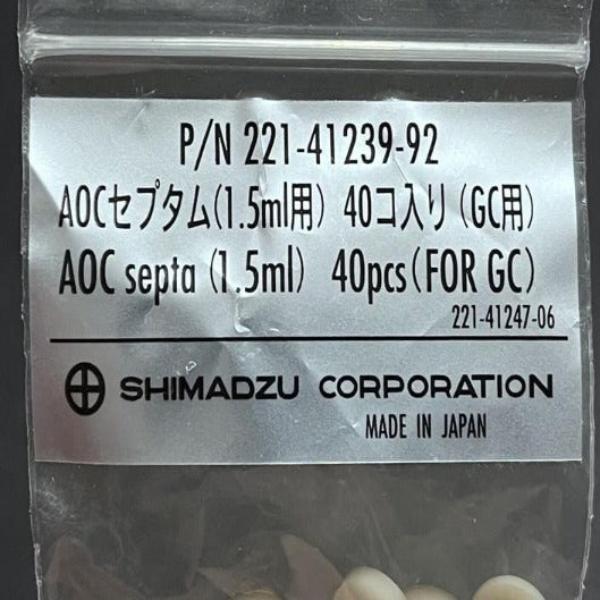 P/N 221-41239-92
AOCセプタム(1.5ml用) 40コ入り (GC用)
AOC septa (1.5ml) 40pcs(FOR GC)
221-41247-06
SHIMADZU CORPORATION
MADE IN JAPAN